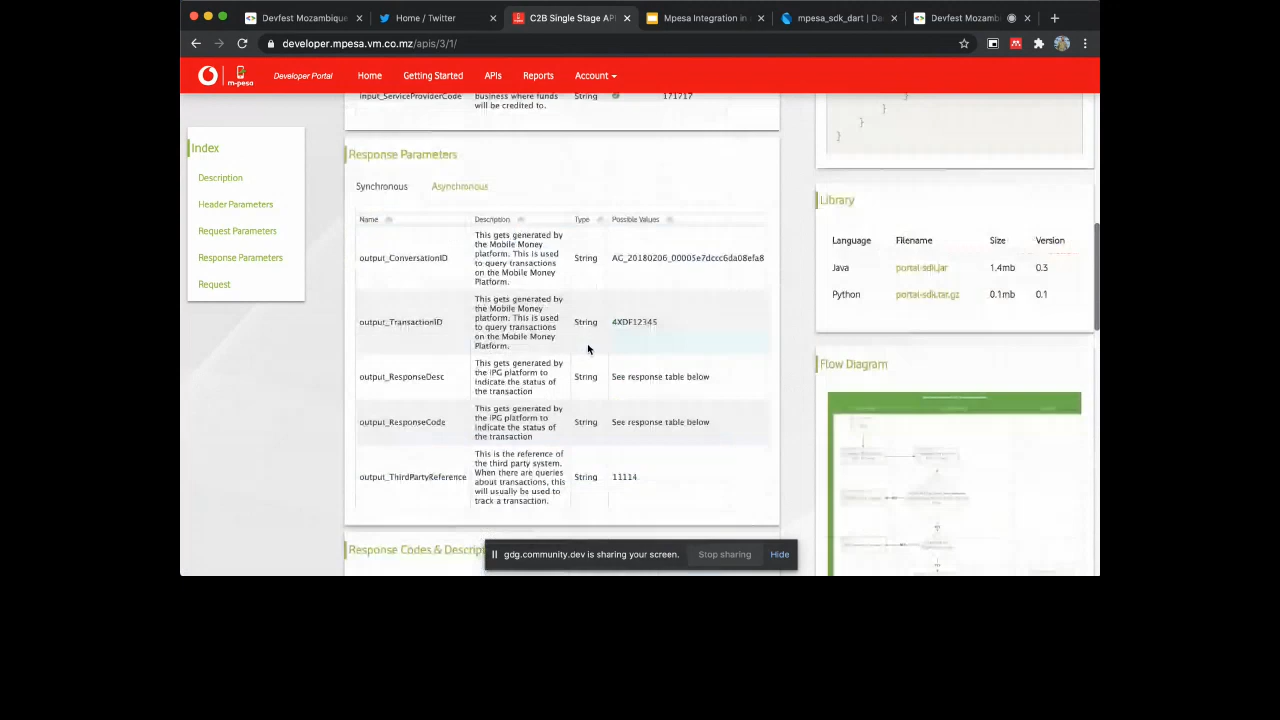 Devfest Mozambique
Home / Twitter
C2B Single Stage API
Mpesa Integration in
mpesa_sdk_dart | Da
Devfest Mozamb
developer.mpesa.vm.co.mz/apis/3/1/
m-pesa
Developer Portal
Home
Getting Started
APIs
Reports
Account
Index
Description
Header Parameters
Request Parameters
Response Parameters
Request
input_ServiceProviderCode
business where funds
will be credited to.
String
171717
Response Parameters
Synchronous
Asynchronous
Name
Description
Type
Possible Values
output_ConversationID
This gets generated by
the Mobile Money
platform. This is used
to query transactions
on the Mobile Money
Platform.
String
AG_20180206_00005e7dccc6da08efa8
output_TransactionID
This gets generated by
the Mobile Money
platform. This is used
to query transactions
on the Mobile Money
Platform.
String
4XDF12345
output_ResponseDesc
This gets generated by
the IPG platform to
indicate the status of
the transaction
String
See response table below
output_ResponseCode
This gets generated by
the IPG platform to
indicate the status of
the transaction
String
See response table below
output_ThirdPartyReference
This is the reference of
the third party system.
When there are queries
about transactions, this
will usually be used to
track a transaction.
String
11114
Response Codes & Descrip
}
}
}
Library
Language
Filename
Size
Version
Java
portal-sdk.jar
1.4mb
0.3
Python
portal-sdk.tar.gz
0.1mb
0.1
Flow Diagram
gdg.community.dev is sharing your screen.
Stop sharing
Hide